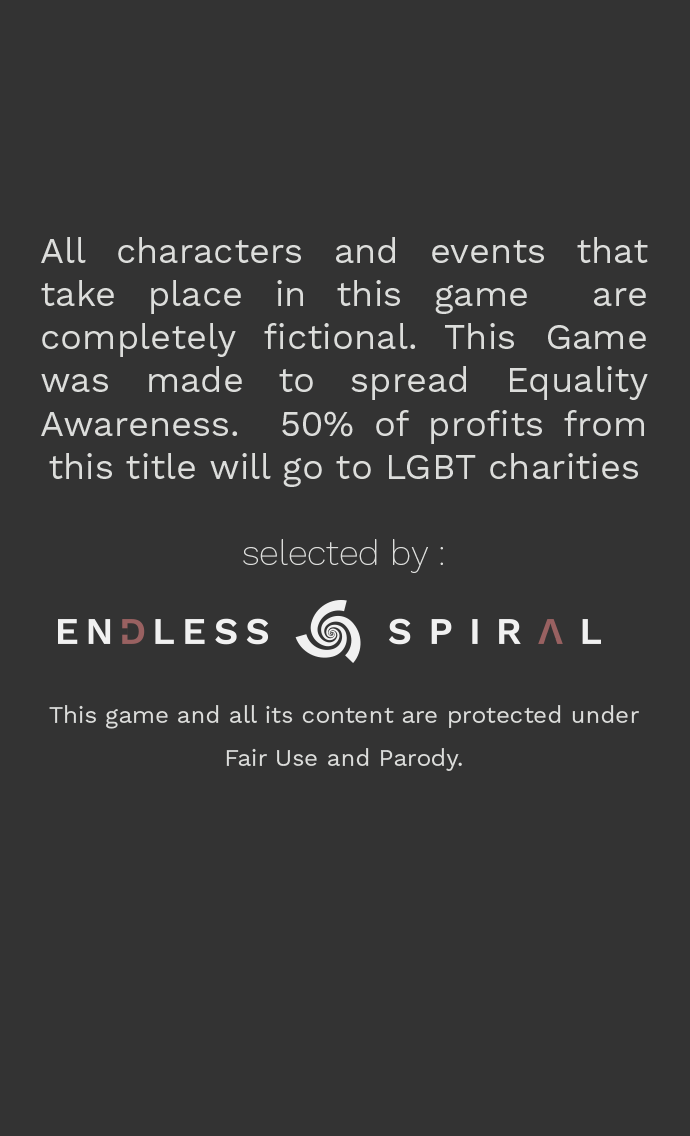 All characters and events that
take place in this game are
completely fictional. This Game
was made to spread Equality
Awareness. 50% of profits from
this title will go to LGBT charities
selected by :
ENDLESS SPIRAL
This game and all its content are protected under
Fair Use and Parody.